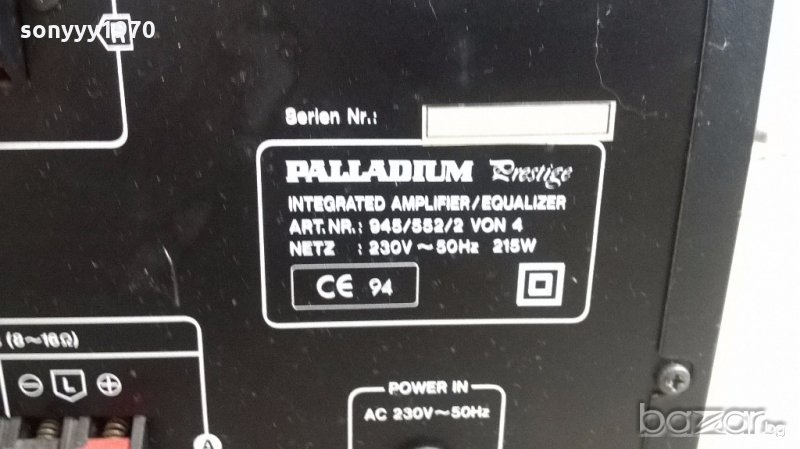 sonyyy1970
R
Serien Nr.:
PALLADIUM Prestige
INTEGRATED AMPLIFIER/EQUALIZER
ART.NR.: 945/552/2 VON 4
NETZ : 230V ~ 50Hz 215W
CE 94
(8~16Ω)
⊖ L ⊕
POWER IN
AC 230V~50Hz
A
bazar.bg